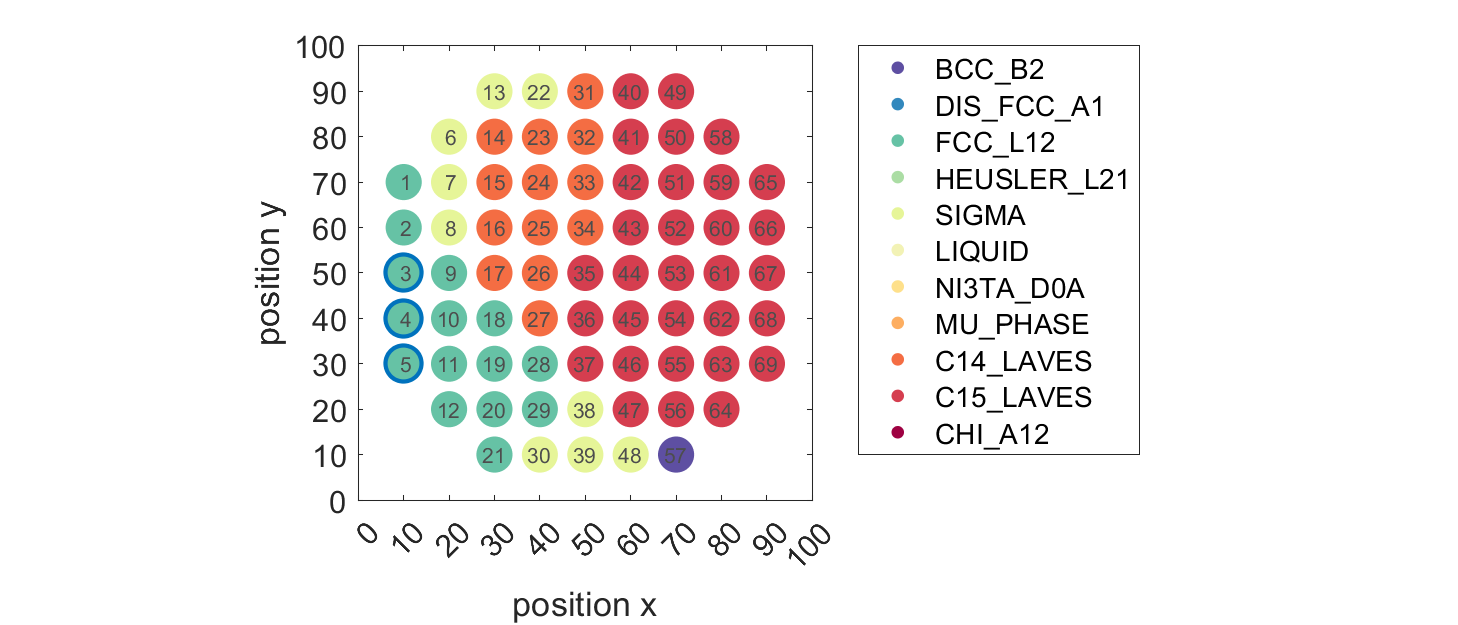 100
BCC_B2
90
13 22 31 40 49
DIS_FCC_A1
80
6 14 23 32 41 50 58
FCC_L12
70
1 7 15 24 33 42 51 59 65
HEUSLER_L21
SIGMA
60
2 8 16 25 34 43 52 60 66
LIQUID
50
3 9 17 26 35 44 53 61 67
NI3TA_D0A
40
4 10 18 27 36 45 54 62 68
MU_PHASE
30
5 11 19 28 37 46 55 63 69
C14_LAVES
20
12 20 29 38 47 56 64
C15_LAVES
10
21 30 39 48 57
CHI_A12
0
position y
0 10 20 30 40 50 60 70 80 90 100
position x